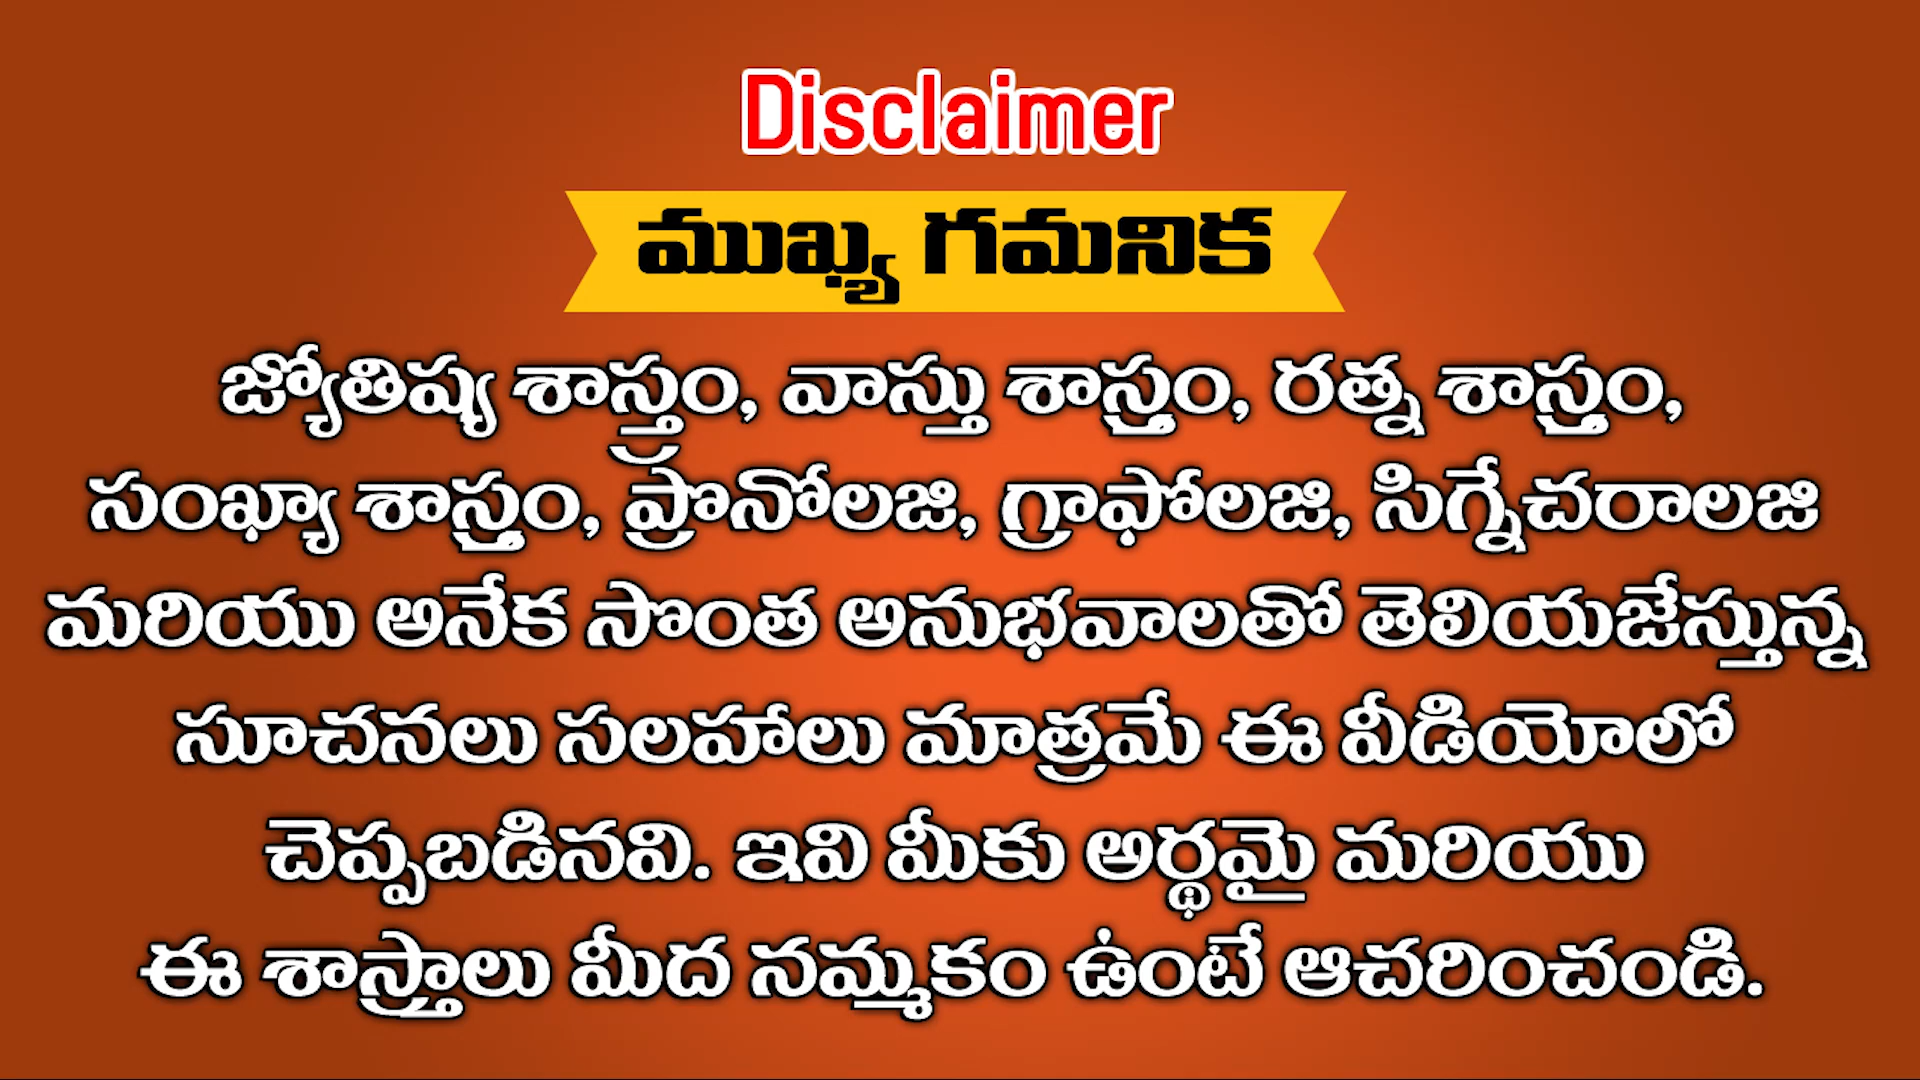 Disclaimer
ముఖ్య గమనిక
జ్యోతిష్య శాస్త్రం, వాస్తు శాస్త్రం, రత్న శాస్త్రం,
సంఖ్యా శాస్త్రం, ప్రొనోలజి, గ్రాఫోలజి, సిగ్నేచరాలజి
మరియు అనేక సొంత అనుభవాలతో తెలియజేస్తున్న
సూచనలు సలహాలు మాత్రమే ఈ వీడియోలో
చెప్పబడినవి. ఇవి మీకు అర్థమై మరియు
ఈ శాస్త్రాలు మీద నమ్మకం ఉంటే ఆచరించండి.